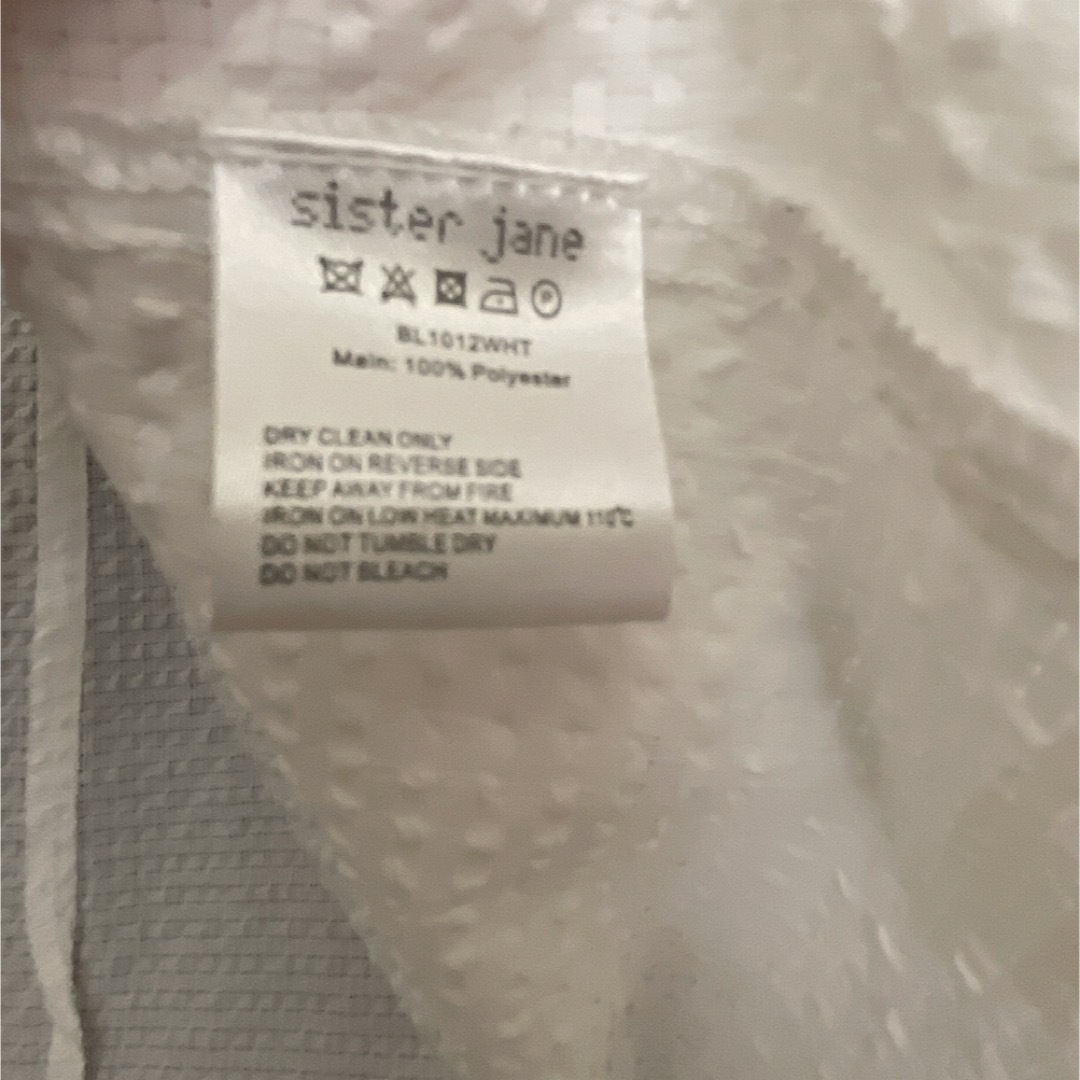 sister jane
P
BL1012WHT
Main: 100% Polyester
DRY CLEAN ONLY
IRON ON REVERSE SIDE
KEEP AWAY FROM FIRE
IRON ON LOW HEAT MAXIMUM 110°C
DO NOT TUMBLE DRY
DO NOT BLEACH